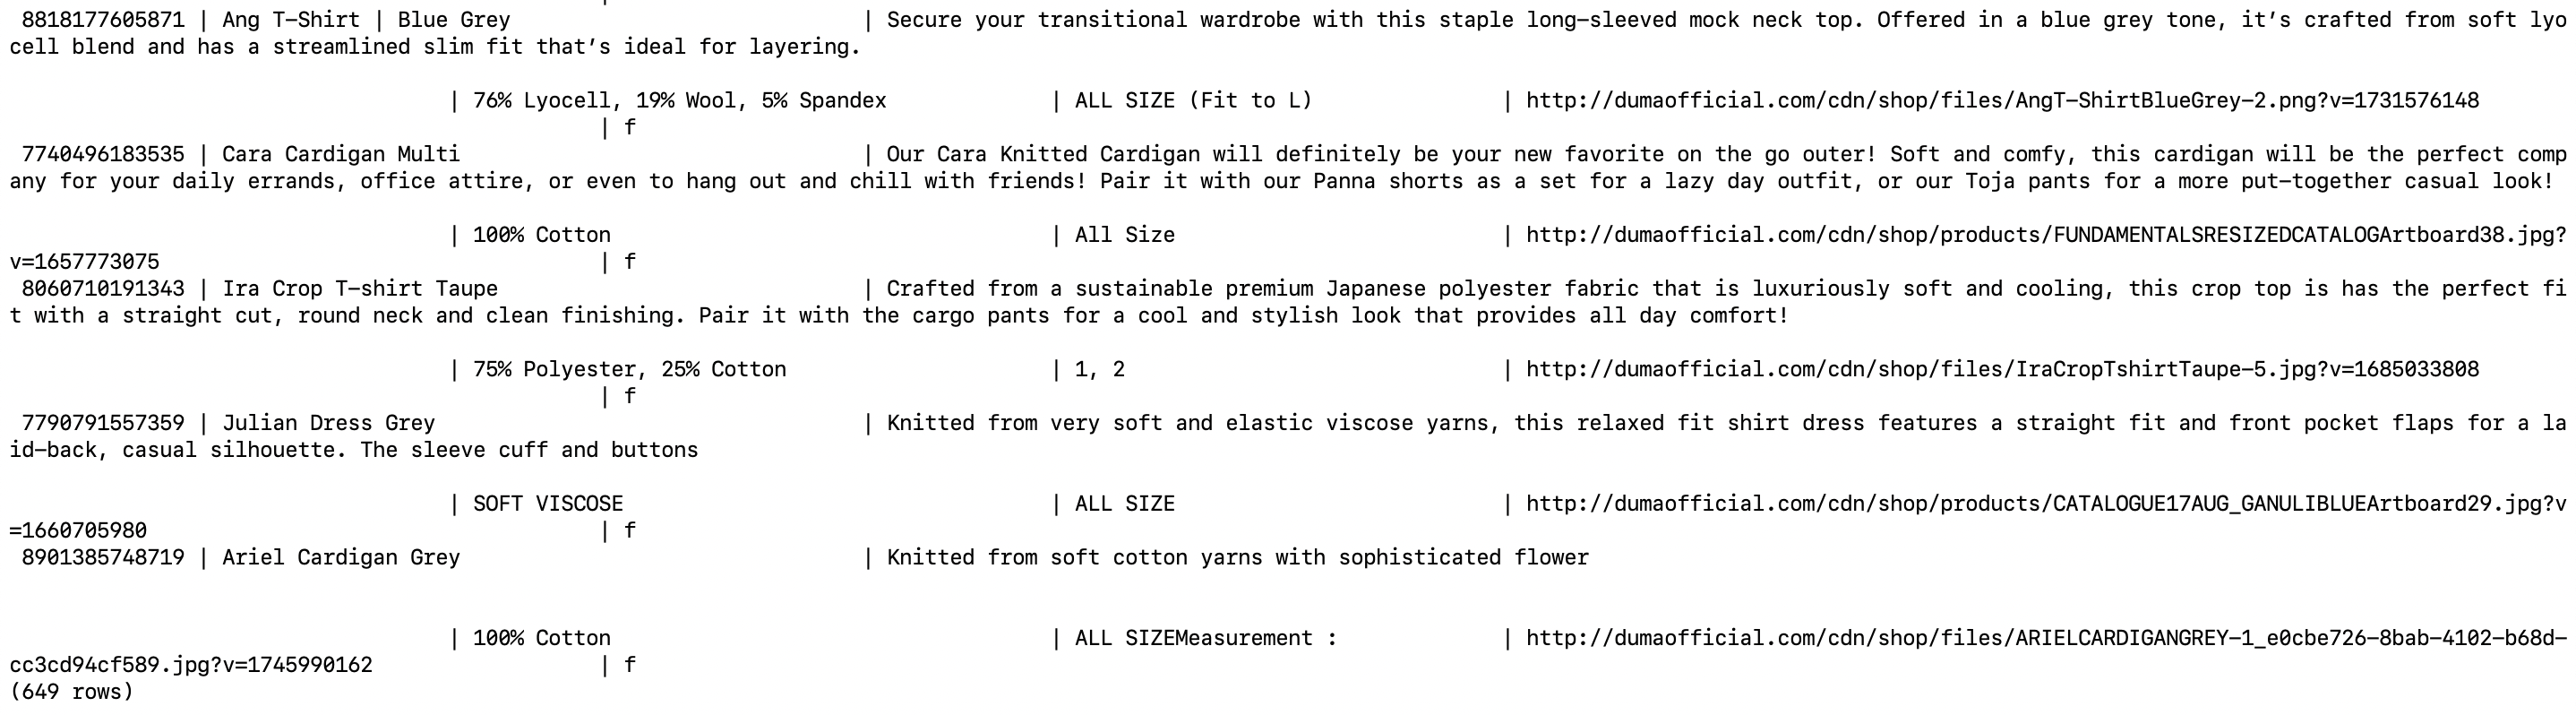 8818177605871 | Ang T-Shirt | Blue Grey | Secure your transitional wardrobe with this staple long-sleeved mock neck top. Offered in a blue grey tone, it’s crafted from soft lyo
cell blend and has a streamlined slim fit that’s ideal for layering.
| 76% Lyocell, 19% Wool, 5% Spandex | ALL SIZE (Fit to L) | http://dumaofficial.com/cdn/shop/files/AngT-ShirtBlueGrey-2.png?v=1731576148
| f
7740496183535 | Cara Cardigan Multi | Our Cara Knitted Cardigan will definitely be your new favorite on the go outer! Soft and comfy, this cardigan will be the perfect comp
any for your daily errands, office attire, or even to hang out and chill with friends! Pair it with our Panna shorts as a set for a lazy day outfit, or our Toja pants for a more put-together casual look!
| 100% Cotton | All Size | http://dumaofficial.com/cdn/shop/products/FUNDAMENTALSRESIZEDCATALOGArtboard38.jpg?
v=1657773075 | f
8060710191343 | Ira Crop T-shirt Taupe | Crafted from a sustainable premium Japanese polyester fabric that is luxuriously soft and cooling, this crop top is has the perfect fi
t with a straight cut, round neck and clean finishing. Pair it with the cargo pants for a cool and stylish look that provides all day comfort!
| 75% Polyester, 25% Cotton | 1, 2 | http://dumaofficial.com/cdn/shop/files/IraCropTshirtTaupe-5.jpg?v=1685033808
| f
7790791557359 | Julian Dress Grey | Knitted from very soft and elastic viscose yarns, this relaxed fit shirt dress features a straight fit and front pocket flaps for a la
id-back, casual silhouette. The sleeve cuff and buttons
| SOFT VISCOSE | ALL SIZE | http://dumaofficial.com/cdn/shop/products/CATALOGUE17AUG_GANULIBLUEArtboard29.jpg?v
=1660705980 | f
8901385748719 | Ariel Cardigan Grey | Knitted from soft cotton yarns with sophisticated flower
| 100% Cotton | ALL SIZEMeasurement : | http://dumaofficial.com/cdn/shop/files/ARIELCARDIGANGREY-1_e0cbe726-8bab-4102-b68d-
cc3cd94cf589.jpg?v=1745990162 | f
(649 rows)